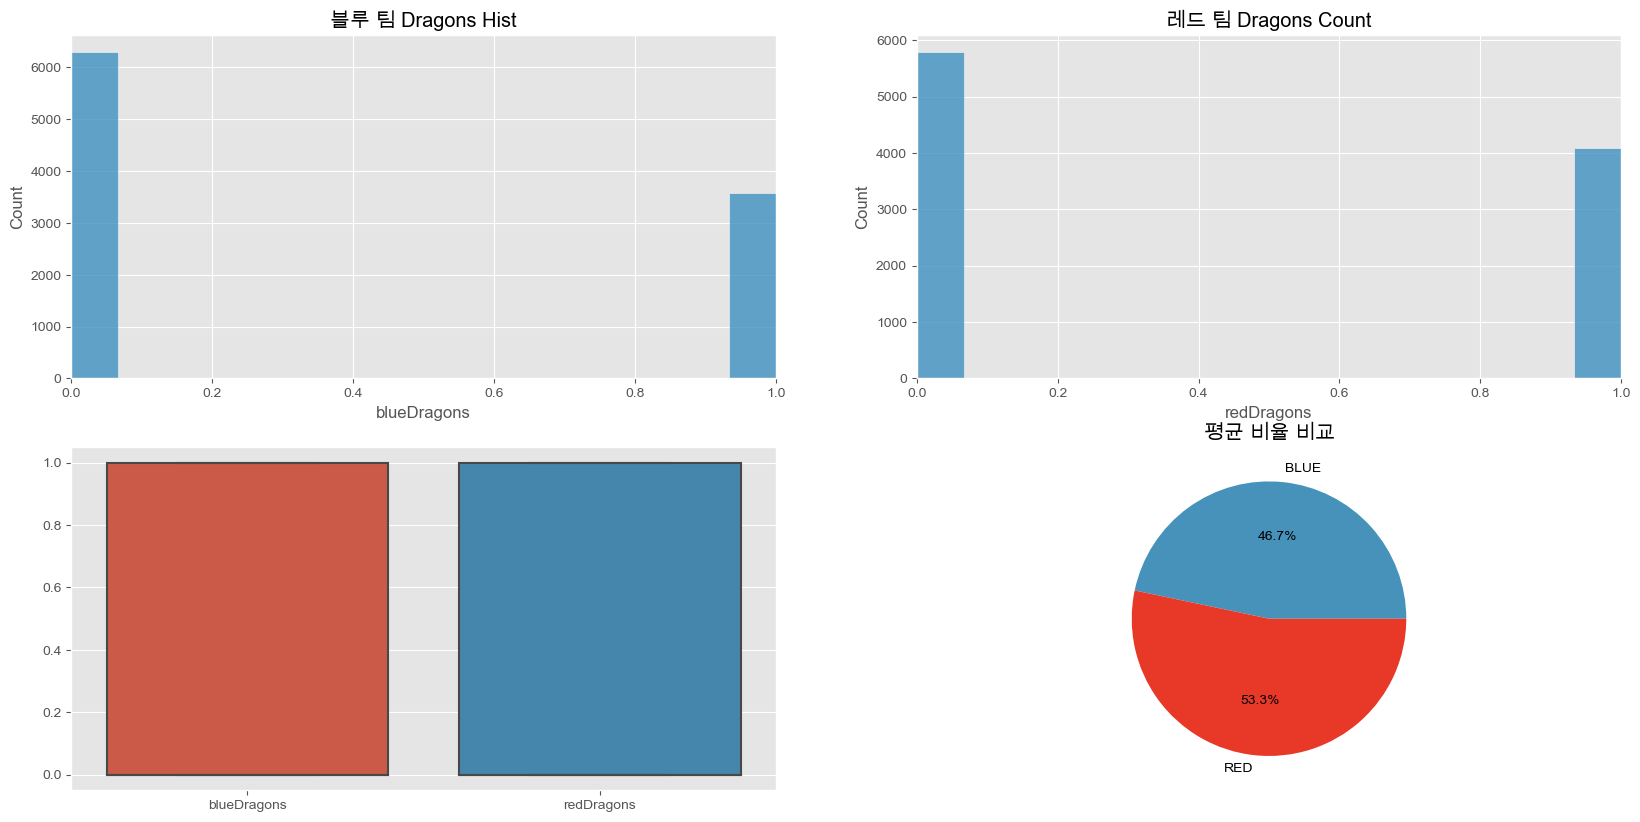 블루 팀 Dragons Hist
6000
5000
4000
3000
2000
1000
0
Count
0.0 0.2 0.4 0.6 0.8 1.0
blueDragons
레드 팀 Dragons Count
6000
5000
4000
3000
2000
1000
0
Count
0.0 0.2 0.4 0.6 0.8 1.0
redDragons
1.0
0.8
0.6
0.4
0.2
0.0
blueDragons redDragons
평균 비율 비교
BLUE
46.7%
53.3%
RED